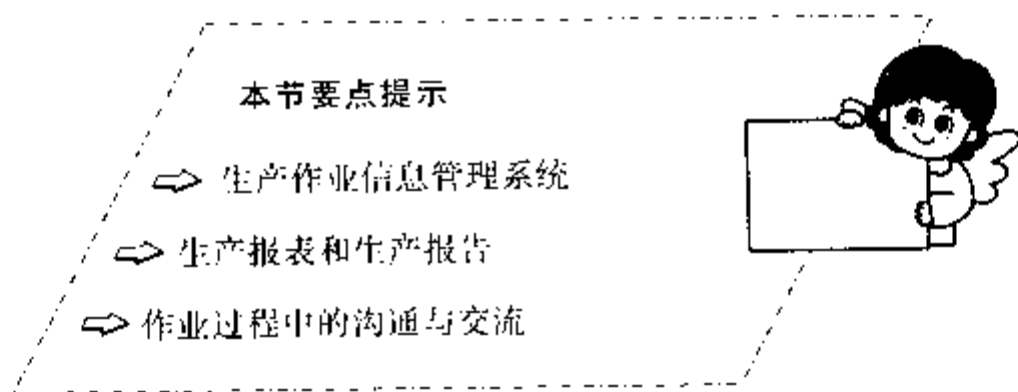 本节要点提示
生产作业信息管理系统
生产报表和生产报告
作业过程中的沟通与交流